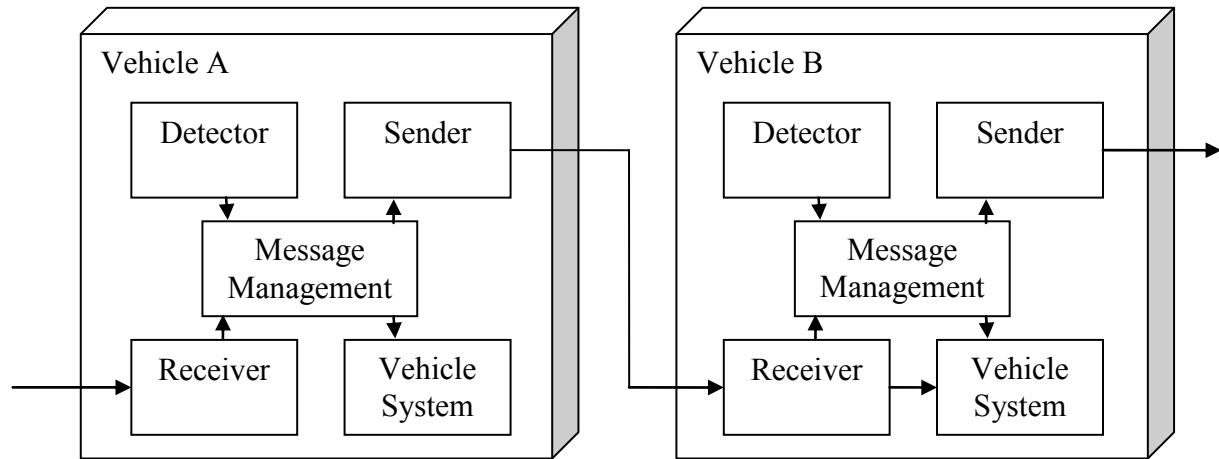 Vehicle A
Detector
Sender
Message
Management
Receiver
Vehicle
System
Vehicle B
Detector
Sender
Message
Management
Receiver
Vehicle
System